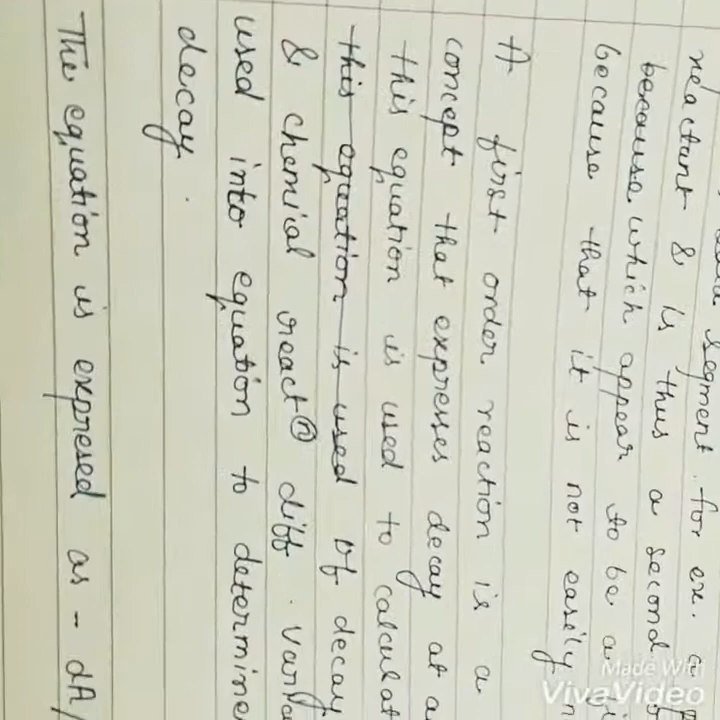 segment. for ex.
reactant & is thus a second
because which appear to be a
because that it is not easily
A first order reaction is a
concept that expresses decay at a
this equation is used to calculat
this equation is used of decay
& chemical react® diff. varia
used into equation to determine
decay.
The equation is expresed as - dA/
Made With
VivaVideo